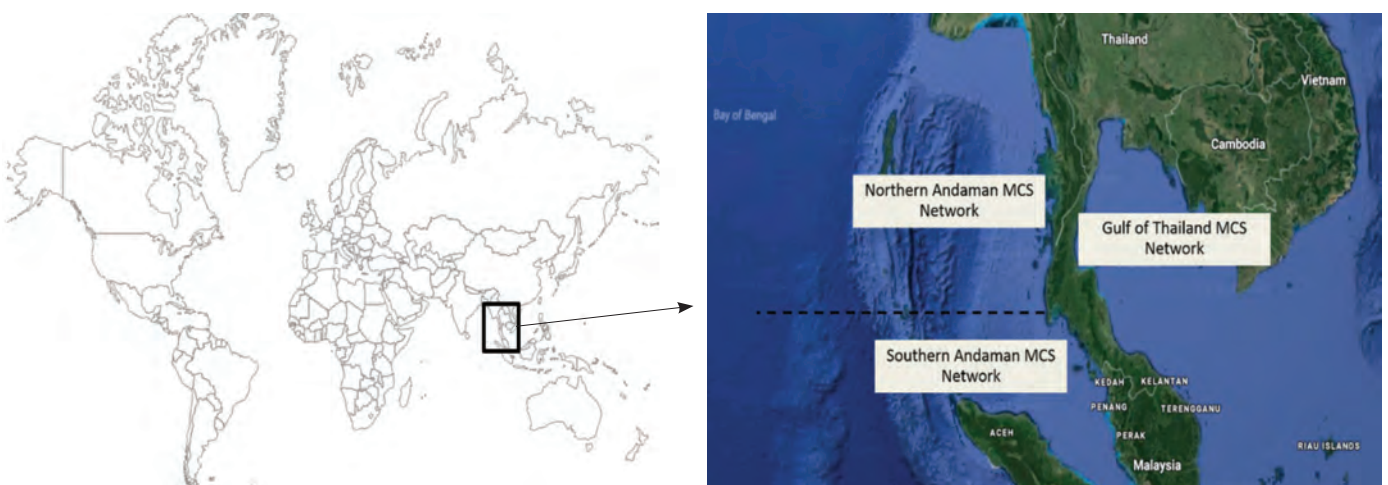 Thailand
Vietnam
Bay of Bengal
Cambodia
Northern Andaman MCS
Network
Gulf of Thailand MCS
Network
Southern Andaman MCS
Network
KEDAH
KELANTAN
PENANG
TERENGGANU
ACEH
PERAK
RIAU ISLANDS
Malaysia